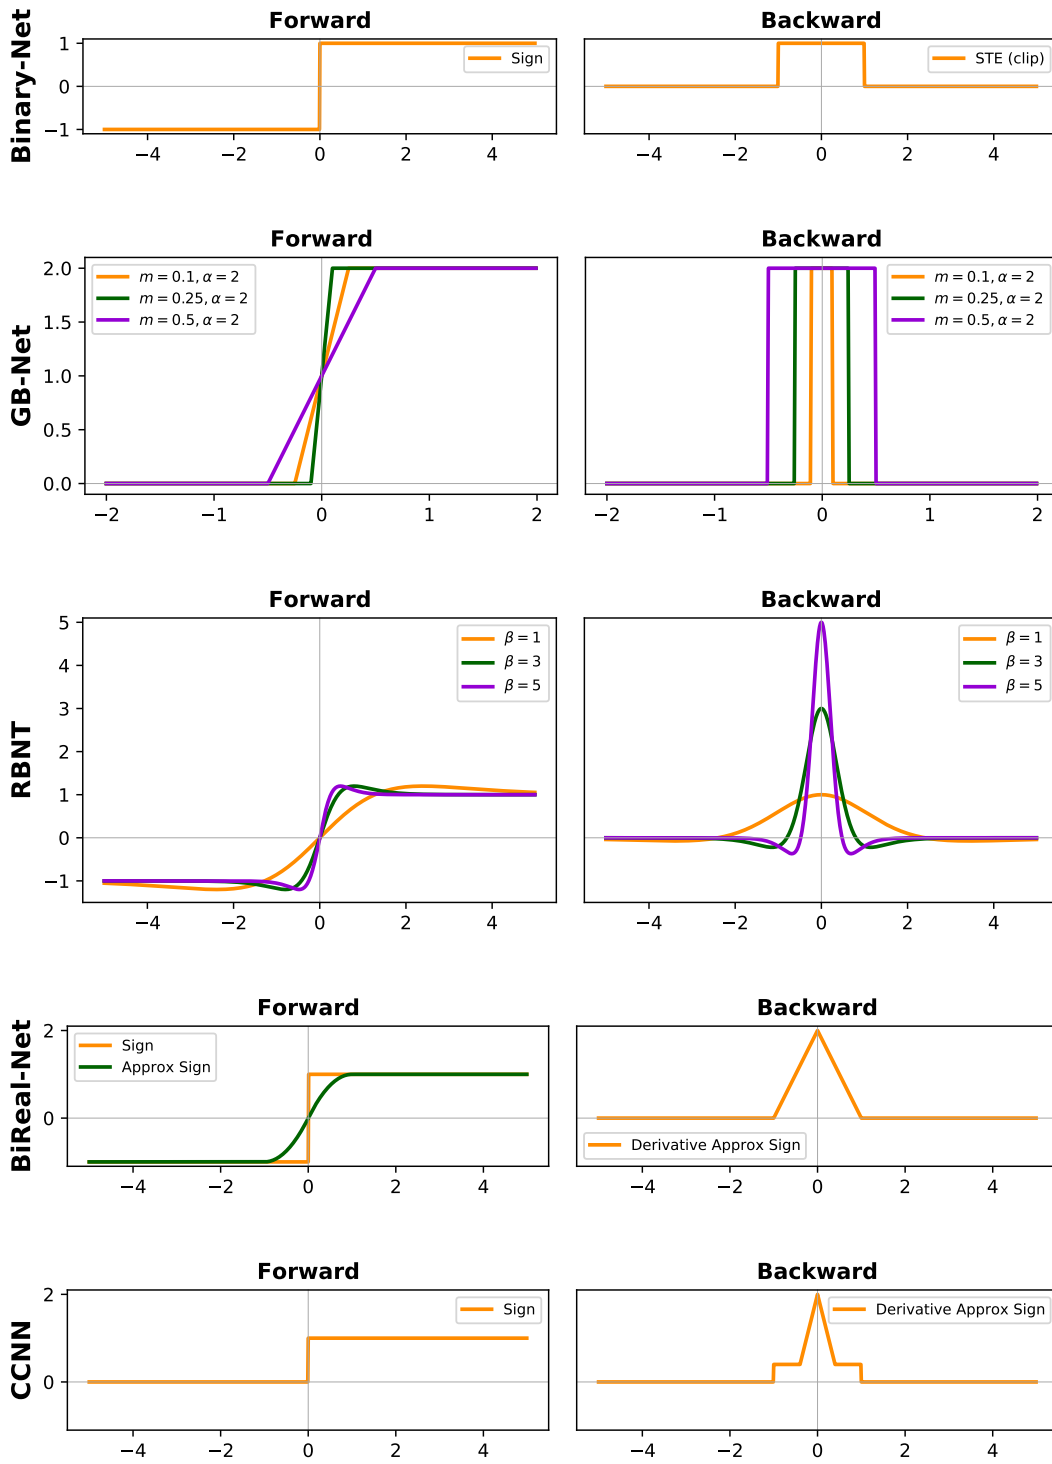 Binary-Net
Forward
Backward
1
0
−1
Sign
STE (clip)
−4 −2 0 2 4
−4 −2 0 2 4
GB-Net
Forward
Backward
2.0
1.5
1.0
0.5
0.0
m = 0.1, α = 2
m = 0.25, α = 2
m = 0.5, α = 2
m = 0.1, α = 2
m = 0.25, α = 2
m = 0.5, α = 2
−2 −1 0 1 2
−2 −1 0 1 2
RBNT
Forward
Backward
5
4
3
2
1
0
−1
β = 1
β = 3
β = 5
β = 1
β = 3
β = 5
−4 −2 0 2 4
−4 −2 0 2 4
BiReal-Net
Forward
Backward
2
0
Sign
Approx Sign
Derivative Approx Sign
−4 −2 0 2 4
−4 −2 0 2 4
CCNN
Forward
Backward
2
0
Sign
Derivative Approx Sign
−4 −2 0 2 4
−4 −2 0 2 4